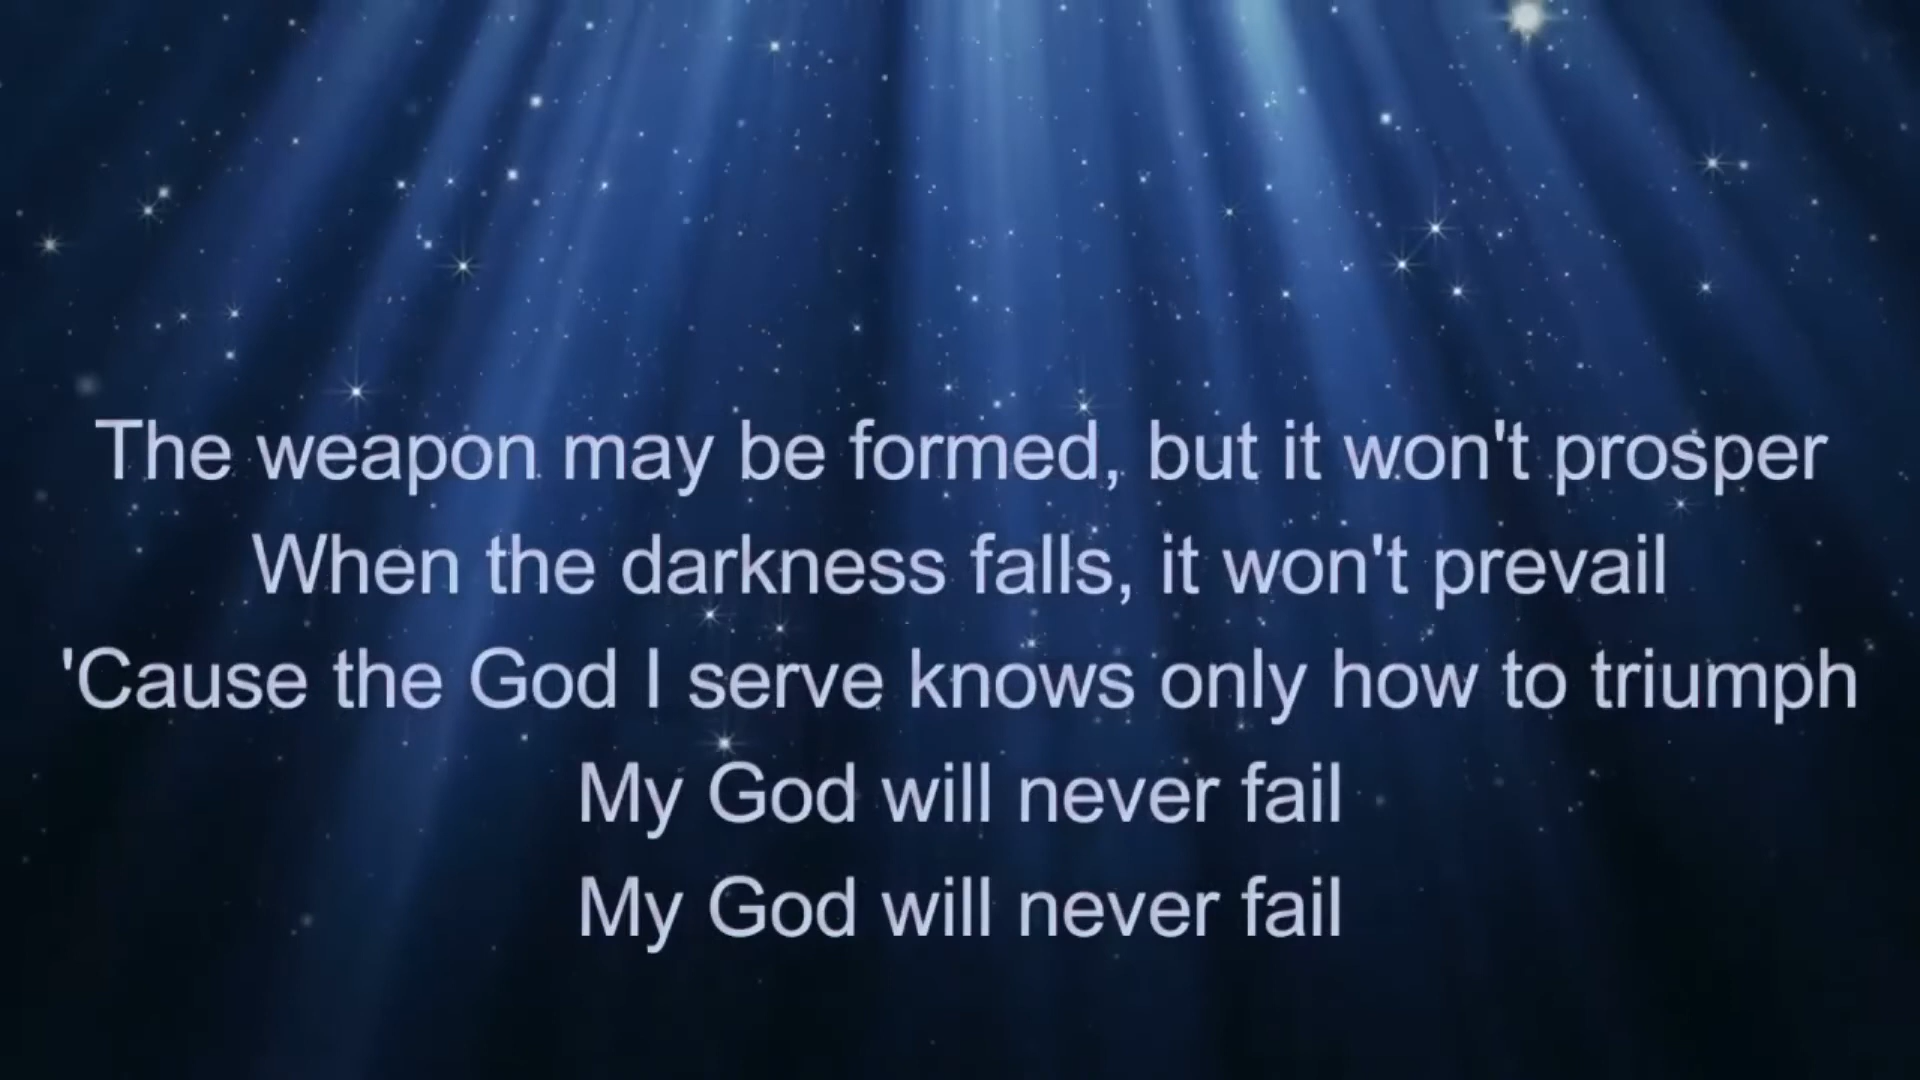 The weapon may be formed, but it won't prosper
When the darkness falls, it won't prevail
'Cause the God I serve knows only how to triumph
My God will never fail
My God will never fail